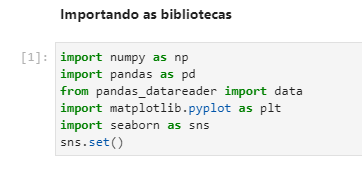 Importando as bibliotecas
[1]: import numpy as np
import pandas as pd
from pandas_datareader import data
import matplotlib.pyplot as plt
import seaborn as sns
sns.set()